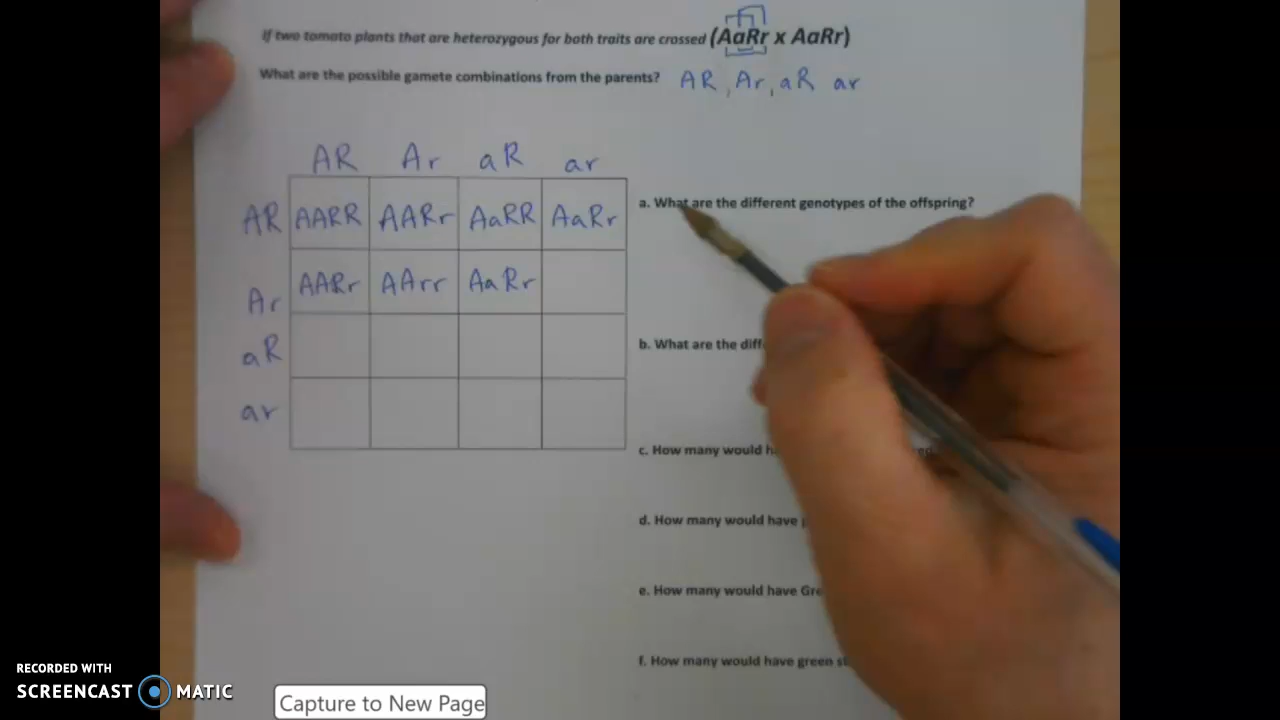 If two tomato plants that are heterozygous for both traits are crossed (AaRr x AaRr)
What are the possible gamete combinations from the parents? AR, Ar, aR ar
AR Ar aR ar
AR AARR AARr AaRR AaRr
Ar AARr AArr AaRr
aR
ar
a. What are the different genotypes of the offspring?
b. What are the
c. How many would
d. How many would have
e. How many would have
f. How many would have green
RECORDED WITH
SCREENCAST MATIC
Capture to New Page